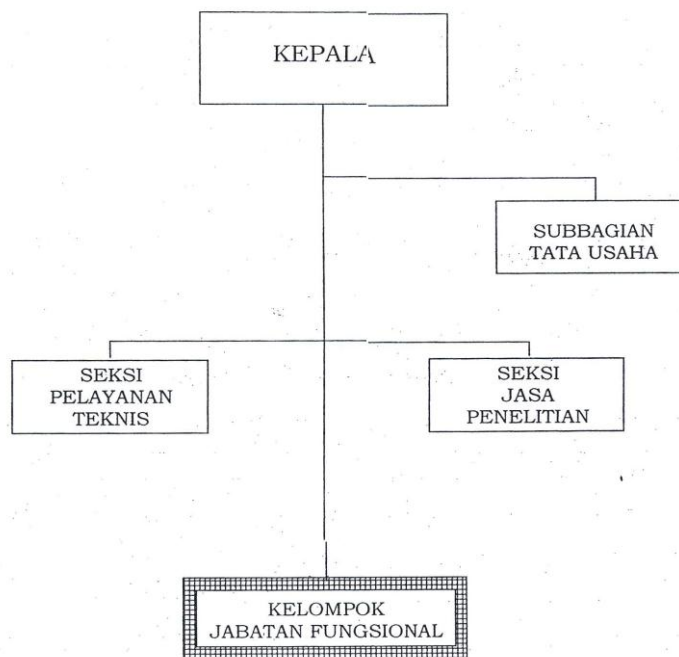 KEPALA
SUBBAGIAN
TATA USAHA
SEKSI
PELAYANAN
TEKNIS
SEKSI
JASA
PENELITIAN
KELOMPOK
JABATAN FUNGSIONAL